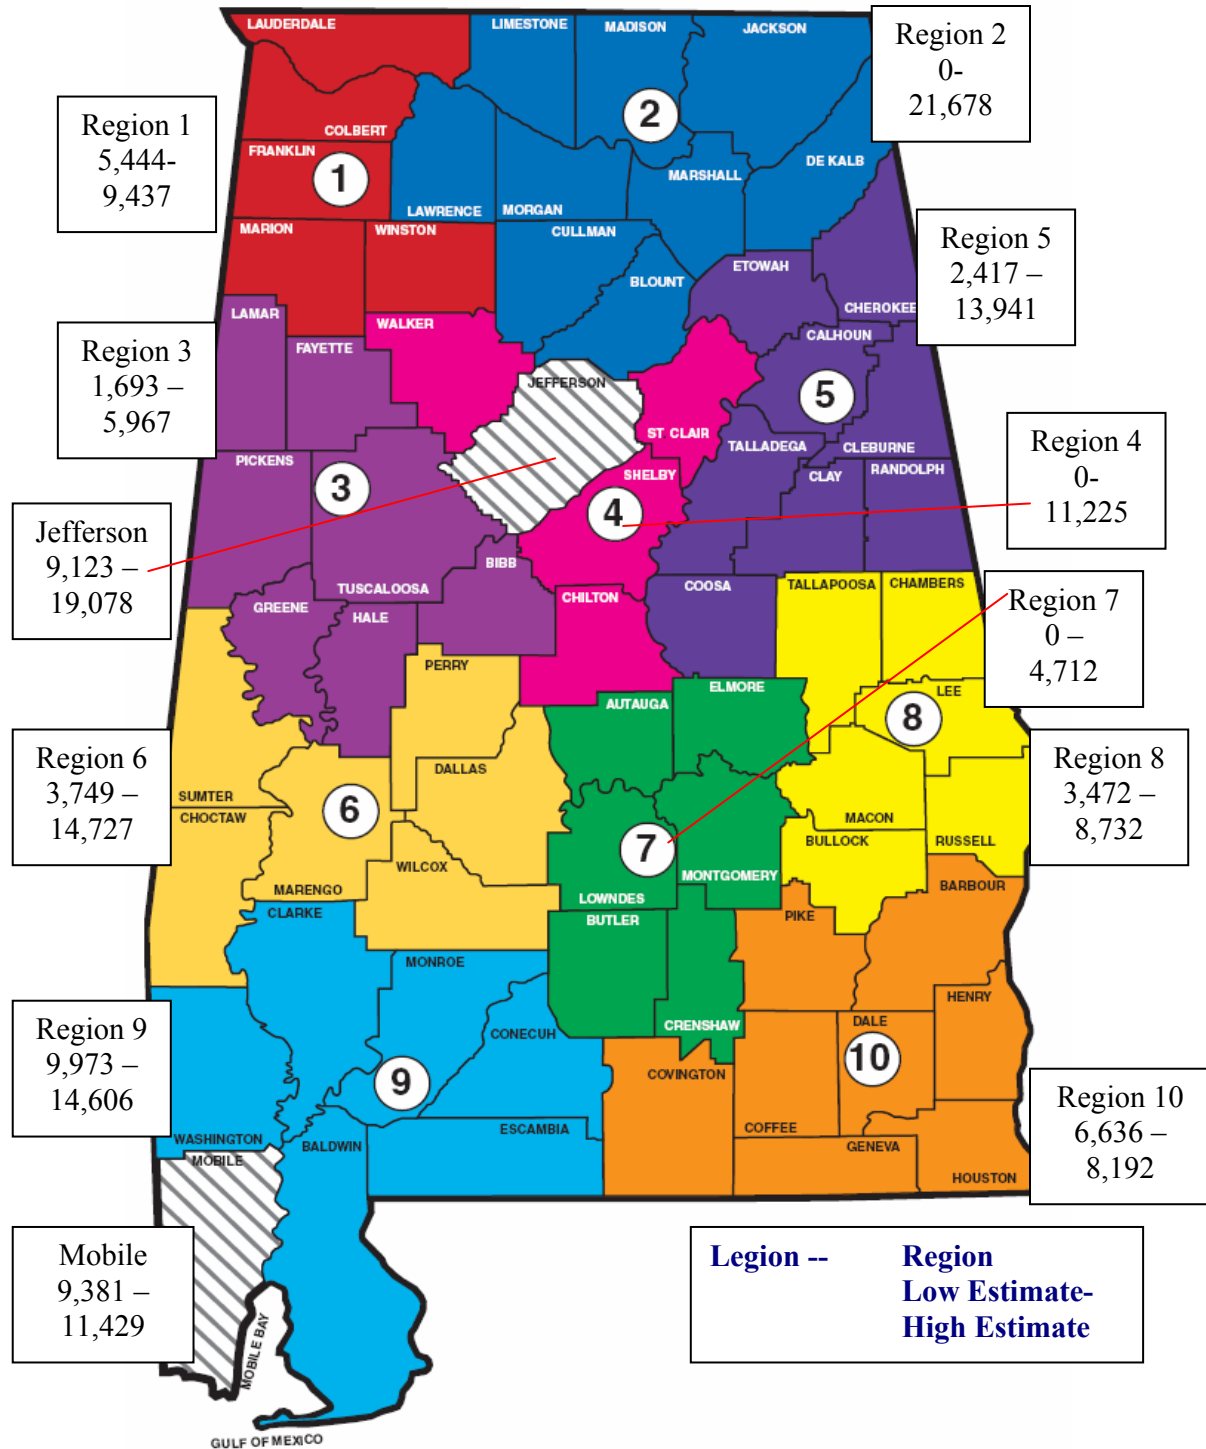 LAUDERDALE
LIMESTONE
MADISON
JACKSON
Region 2
0-
21,678
2
Region 1
5,444-
9,437
COLBERT
FRANKLIN
1
MARSHALL
DE KALB
LAWRENCE
MORGAN
MARION
WINSTON
CULLMAN
Region 5
2,417 –
13,941
ETOWAH
BLOUNT
CHEROKEE
LAMAR
WALKER
CALHOUN
Region 3
1,693 –
5,967
FAYETTE
JEFFERSON
5
ST CLAIR
TALLADEGA
CLEBURNE
Region 4
0-
11,225
PICKENS
3
SHELBY
CLAY
RANDOLPH
4
Jefferson
9,123 –
19,078
BIBB
TUSCALOOSA
COOSA
TALLAPOOSA
CHAMBERS
GREENE
HALE
CHILTON
Region 7
0 –
4,712
PERRY
ELMORE
LEE
AUTAUGA
8
Region 6
3,749 –
14,727
DALLAS
Region 8
3,472 –
8,732
SUMTER
CHOCTAW
6
MACON
BULLOCK
RUSSELL
7
WILCOX
MONTGOMERY
MARENGO
BARBOUR
LOWNDES
CLARKE
BUTLER
PIKE
MONROE
HENRY
Region 9
9,973 –
14,606
CONECUH
CRENSHAW
DALE
10
9
COVINGTON
Region 10
6,636 –
8,192
WASHINGTON
BALDWIN
ESCAMBIA
COFFEE
GENEVA
MOBILE
HOUSTON
Mobile
9,381 –
11,429
Legion -- Region
Low Estimate-
High Estimate
MOBILE BAY
GULF OF MEXICO